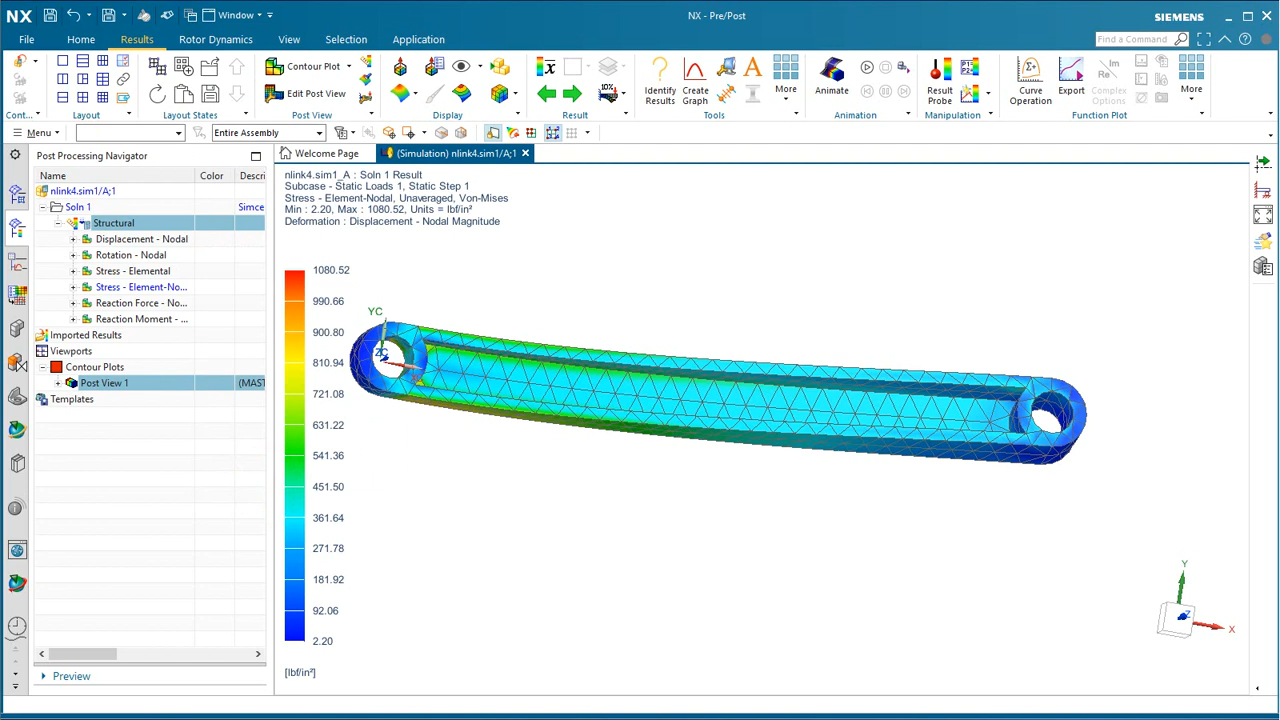 NX
Window
NX - Pre/Post
SIEMENS
File
Home
Results
Rotor Dynamics
View
Selection
Application
Find a Command
Contour Plot
Edit Post View
Identify Results
Create Graph
More
Animate
Result Probe
Curve Operation
Export
Complex Options
More
Cont...
Layout
Layout States
Post View
Display
Result
Tools
Animation
Manipulation
Function Plot
Menu
Entire Assembly
Post Processing Navigator
Welcome Page
(Simulation) nlink4.sim1/A;1
Name
Color
Descri
nlink4.sim1/A;1
Soln 1
Simce
Structural
Displacement - Nodal
Rotation - Nodal
Stress - Elemental
Stress - Element-No...
Reaction Force - No...
Reaction Moment - ...
Imported Results
Viewports
Contour Plots
Post View 1
(MAST
Templates
Preview
nlink4.sim1_A : Soln 1 Result
Subcase - Static Loads 1, Static Step 1
Stress - Element-Nodal, Unaveraged, Von-Mises
Min : 2.20, Max : 1080.52, Units = lbf/in²
Deformation : Displacement - Nodal Magnitude
1080.52
990.66
900.80
810.94
721.08
631.22
541.36
451.50
361.64
271.78
181.92
92.06
2.20
[lbf/in²]
YC
ZC
Y
Z
X